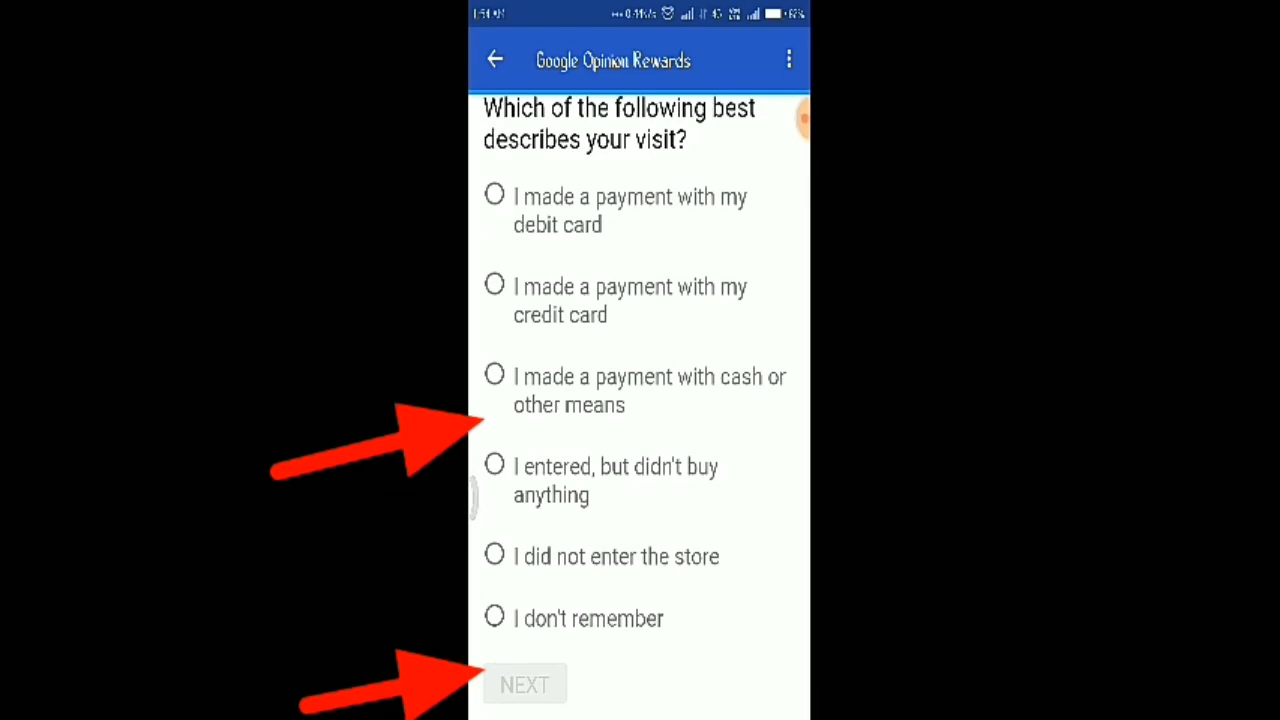 Google Opinion Rewards
Which of the following best
describes your visit?
I made a payment with my
debit card
I made a payment with my
credit card
I made a payment with cash or
other means
I entered, but didn't buy
anything
I did not enter the store
I don't remember
NEXT